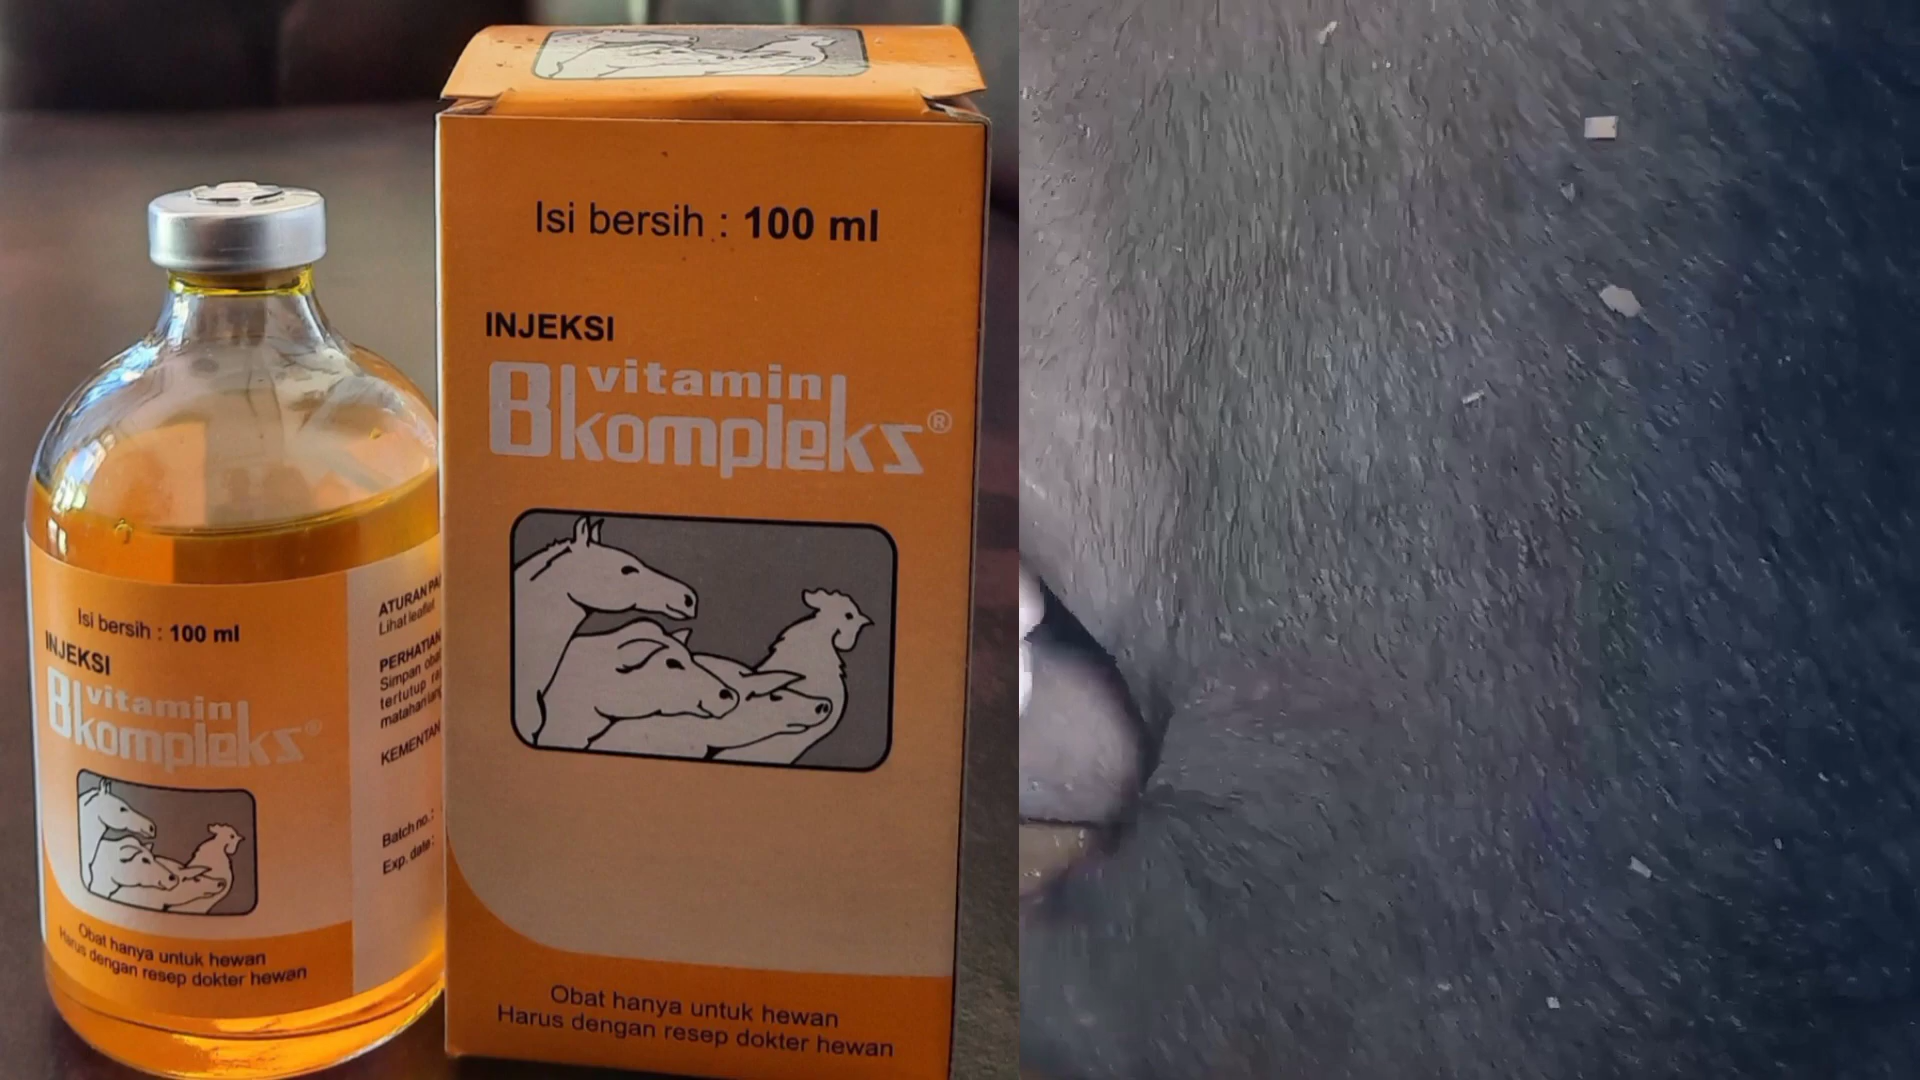 Isi bersih : 100 ml
INJEKSI
vitamin
B kompleks®
Obat hanya untuk hewan
Harus dengan resep dokter hewan
Isi bersih : 100 ml
INJEKSI
vitamin
B kompleks®
Obat hanya untuk hewan
Harus dengan resep dokter hewan
ATURAN
Lihat leaflet
PERHATIAN
Simpan
tertutup
KEMENTAN
Batch no.:
Exp. date: